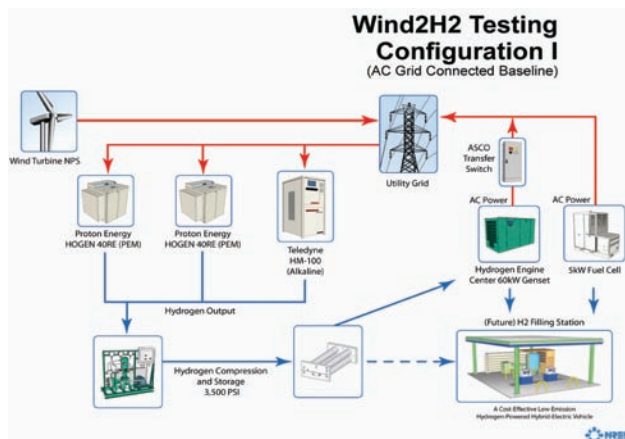 Wind2H2 Testing
Configuration I
(AC Grid Connected Baseline)
Wind Turbine NPS
Utility Grid
ASCO
Transfer
Switch
AC Power
AC Power
Proton Energy
HOGEN 40RE (PEM)
Proton Energy
HOGEN 40RE (PEM)
Teledyne
HM-100
(Alkaline)
Hydrogen Engine
Center 60kW Genset
5kW Fuel Cell
Hydrogen Output
(Future) H2 Filling Station
Hydrogen Compression
and Storage
3,500 PSI
A Cost-Effective Low Emission
Hydrogen-Powered Hybrid-Electric Vehicle